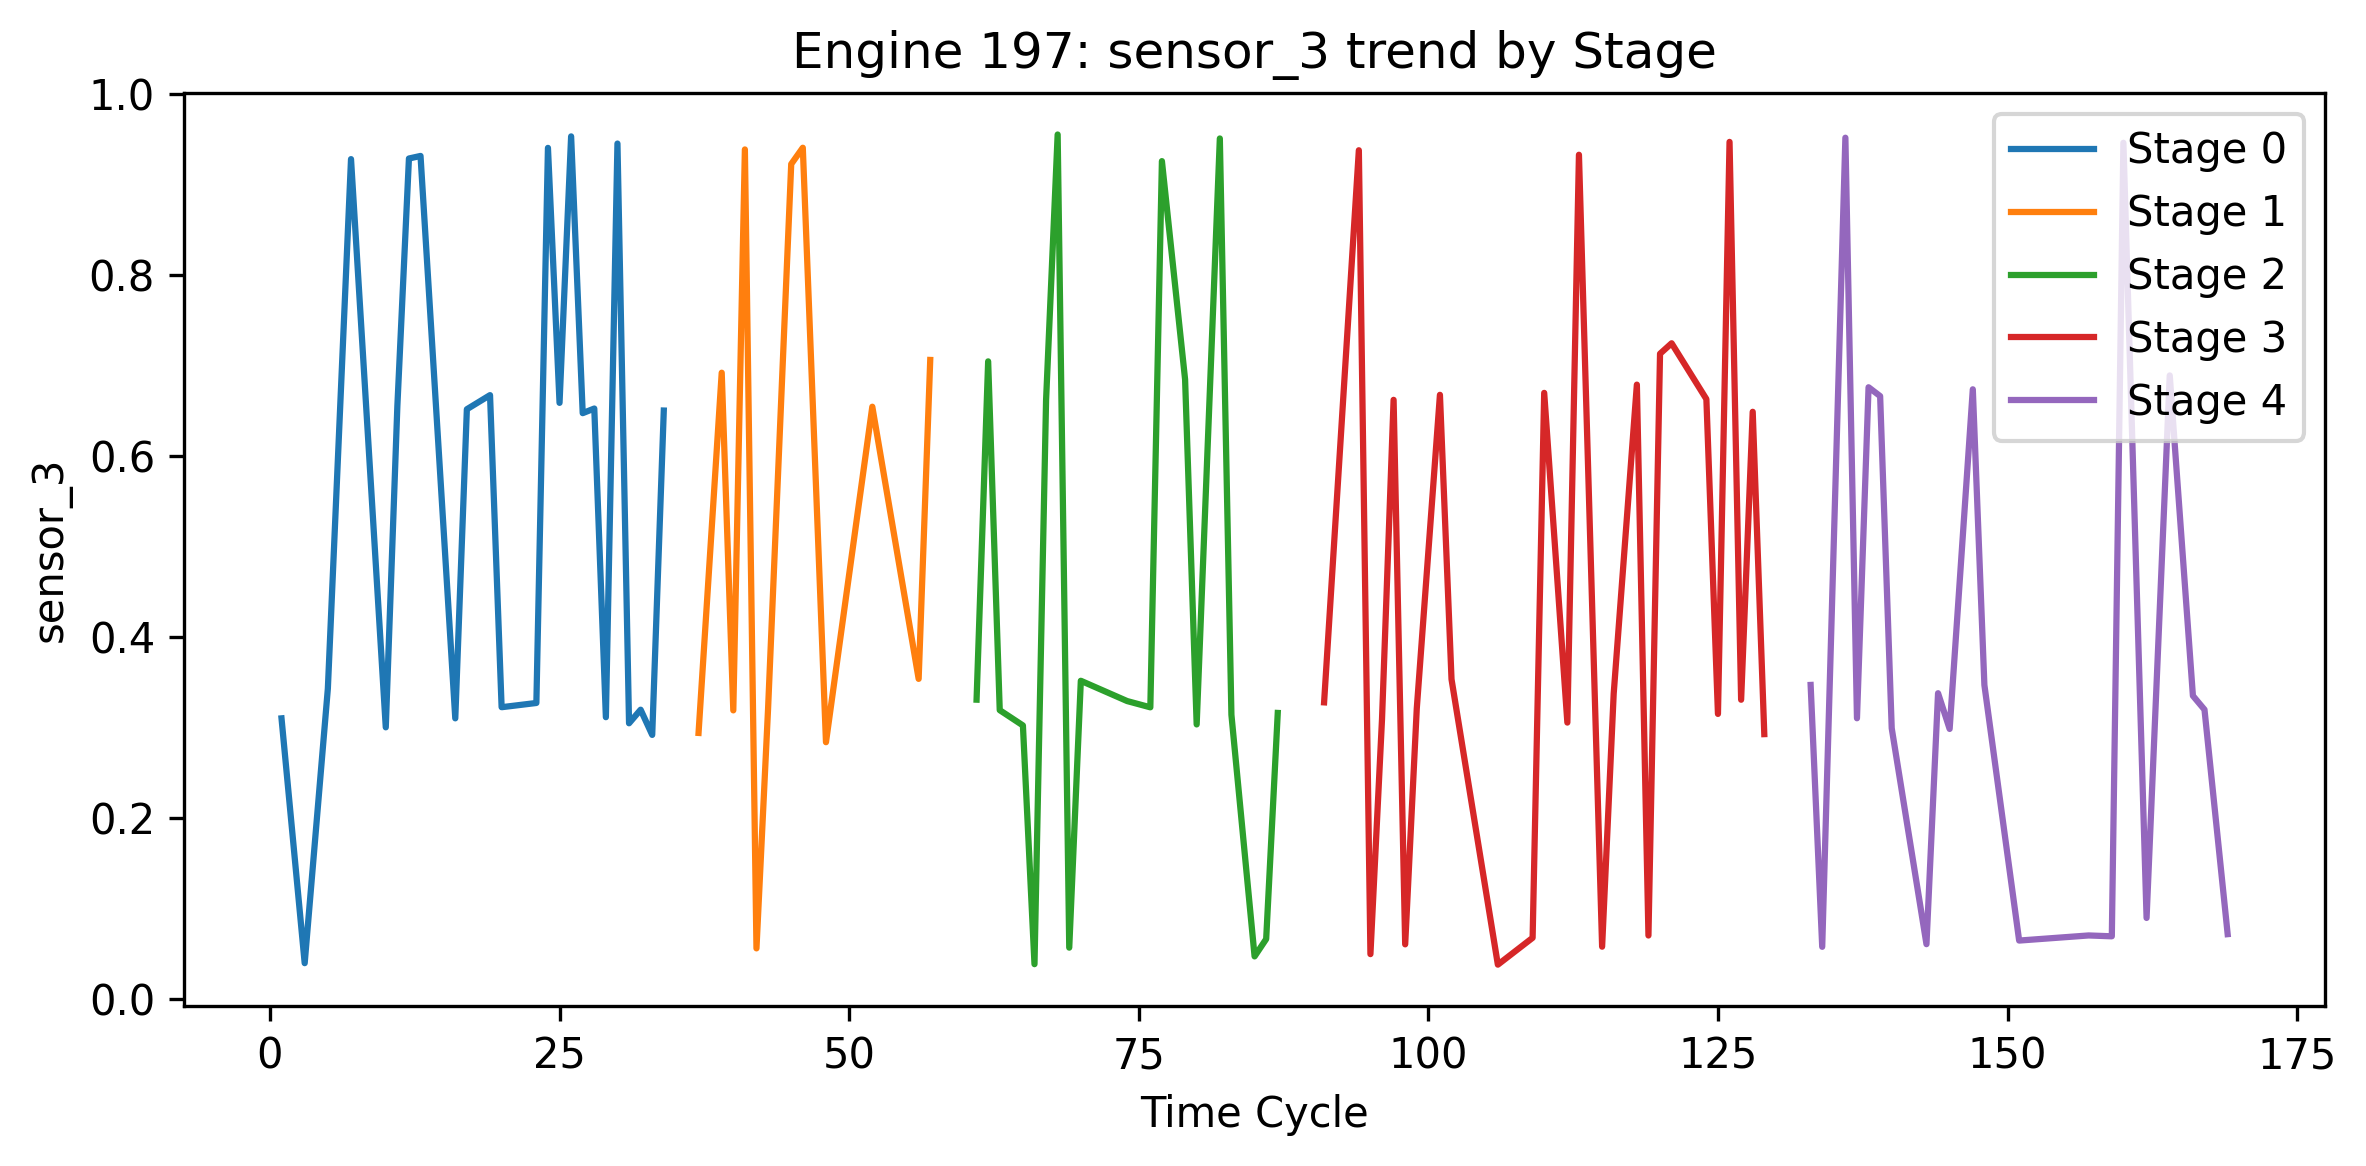 Engine 197: sensor_3 trend by Stage
1.0
0.8
0.6
0.4
0.2
0.0
sensor_3
Stage 0
Stage 1
Stage 2
Stage 3
Stage 4
0 25 50 75 100 125 150 175
Time Cycle